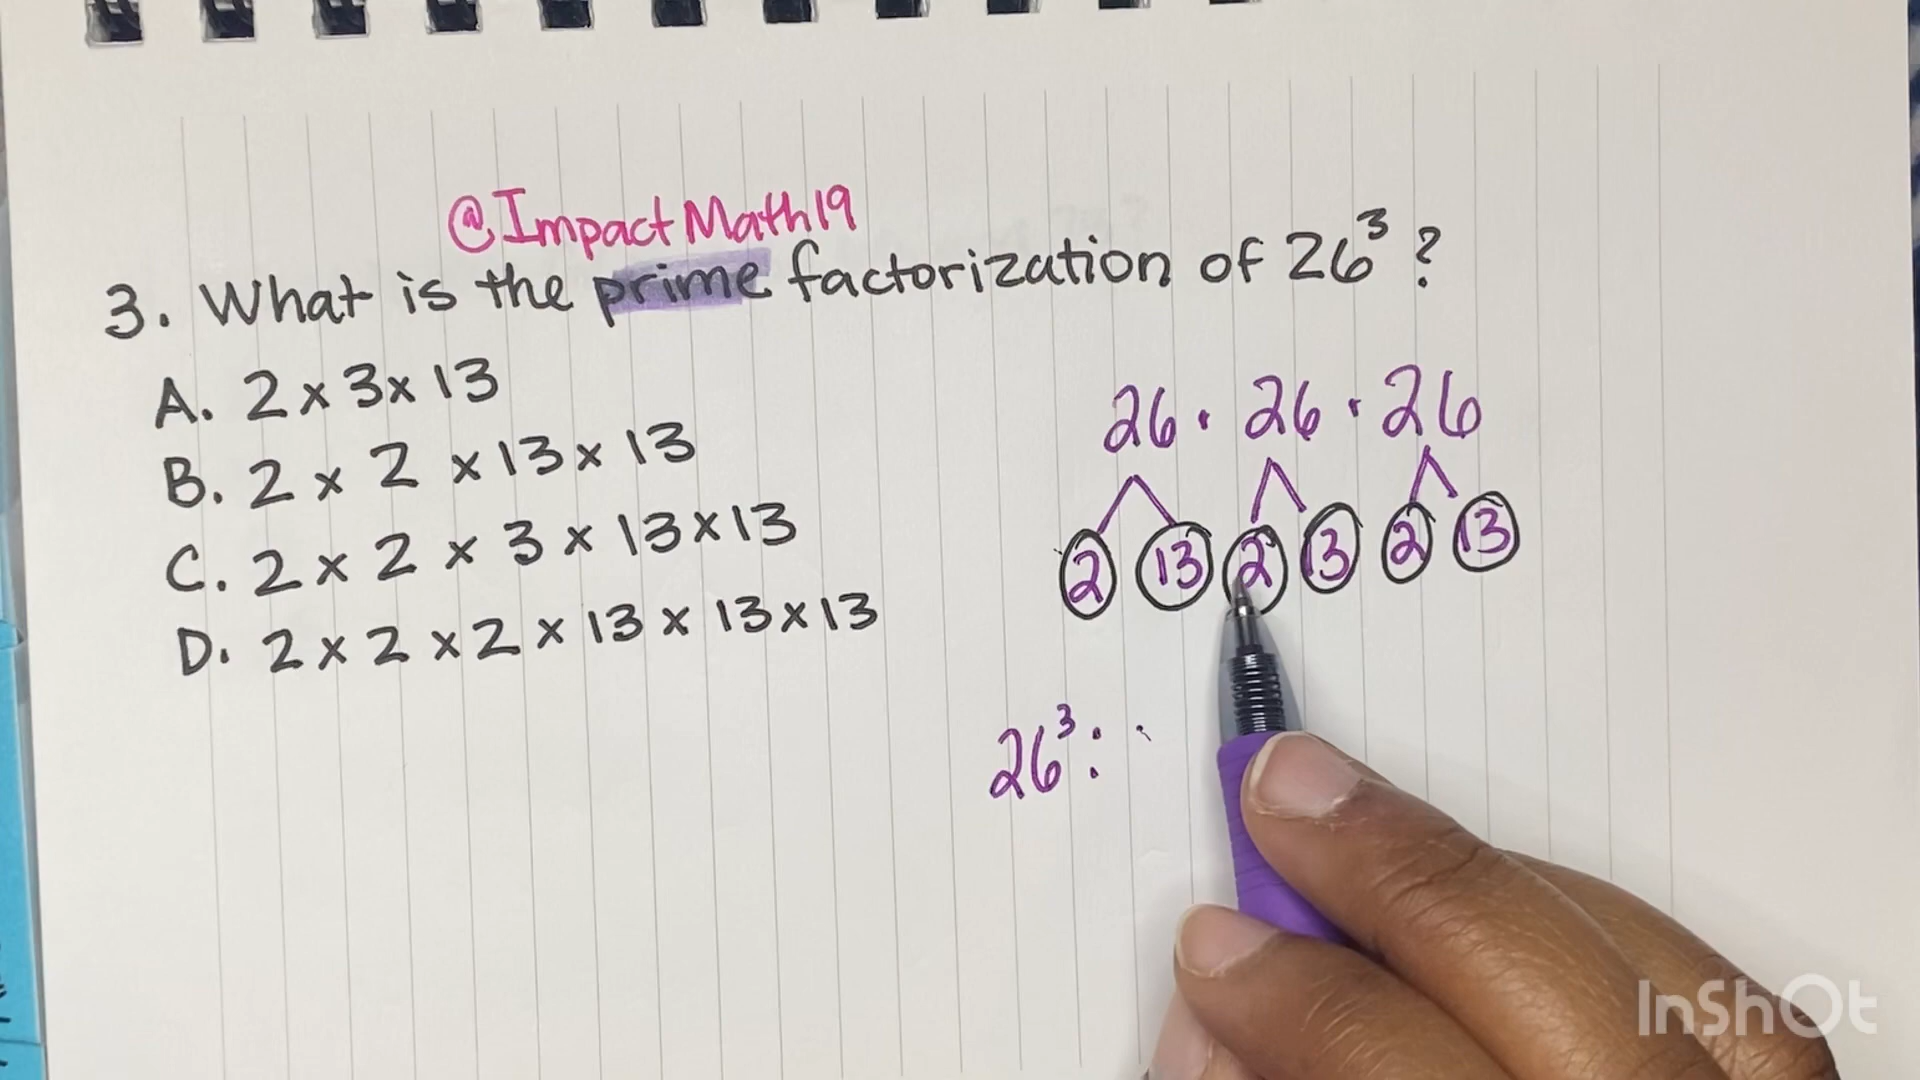 @ImpactMath19
3. What is the prime factorization of 26³ ?
A. 2 x 3 x 13
B. 2 x 2 x 13 x 13
C. 2 x 2 x 3 x 13 x 13
D. 2 x 2 x 2 x 13 x 13 x 13
26 · 26 · 26
2 13 2 13 2 13
26³ :
InShOt